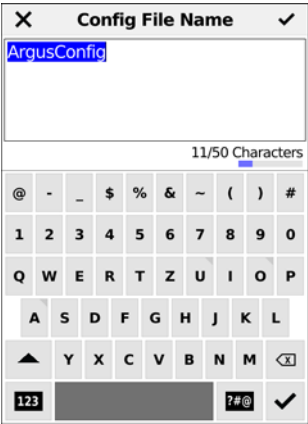 Config File Name
ArgusConfig
11/50 Characters
@ - _ $ % & ~ ( ) #
1 2 3 4 5 6 7 8 9 0
Q W E R T Z U I O P
A S D F G H J K L
Y X C V B N M
123 ?#@